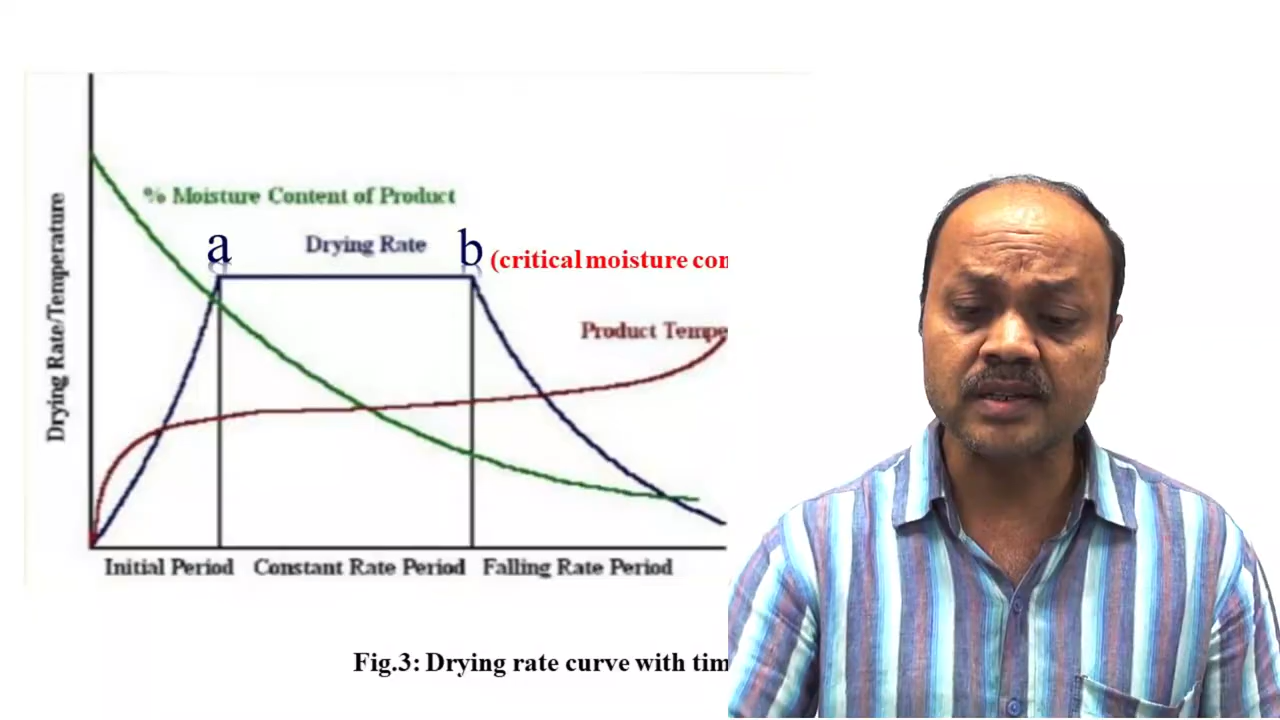 % Moisture Content of Product
a
Drying Rate
b
(critical moisture con
Product Tempe
Drying Rate/Temperature
Initial Period
Constant Rate Period
Falling Rate Period
Fig.3: Drying rate curve with tim